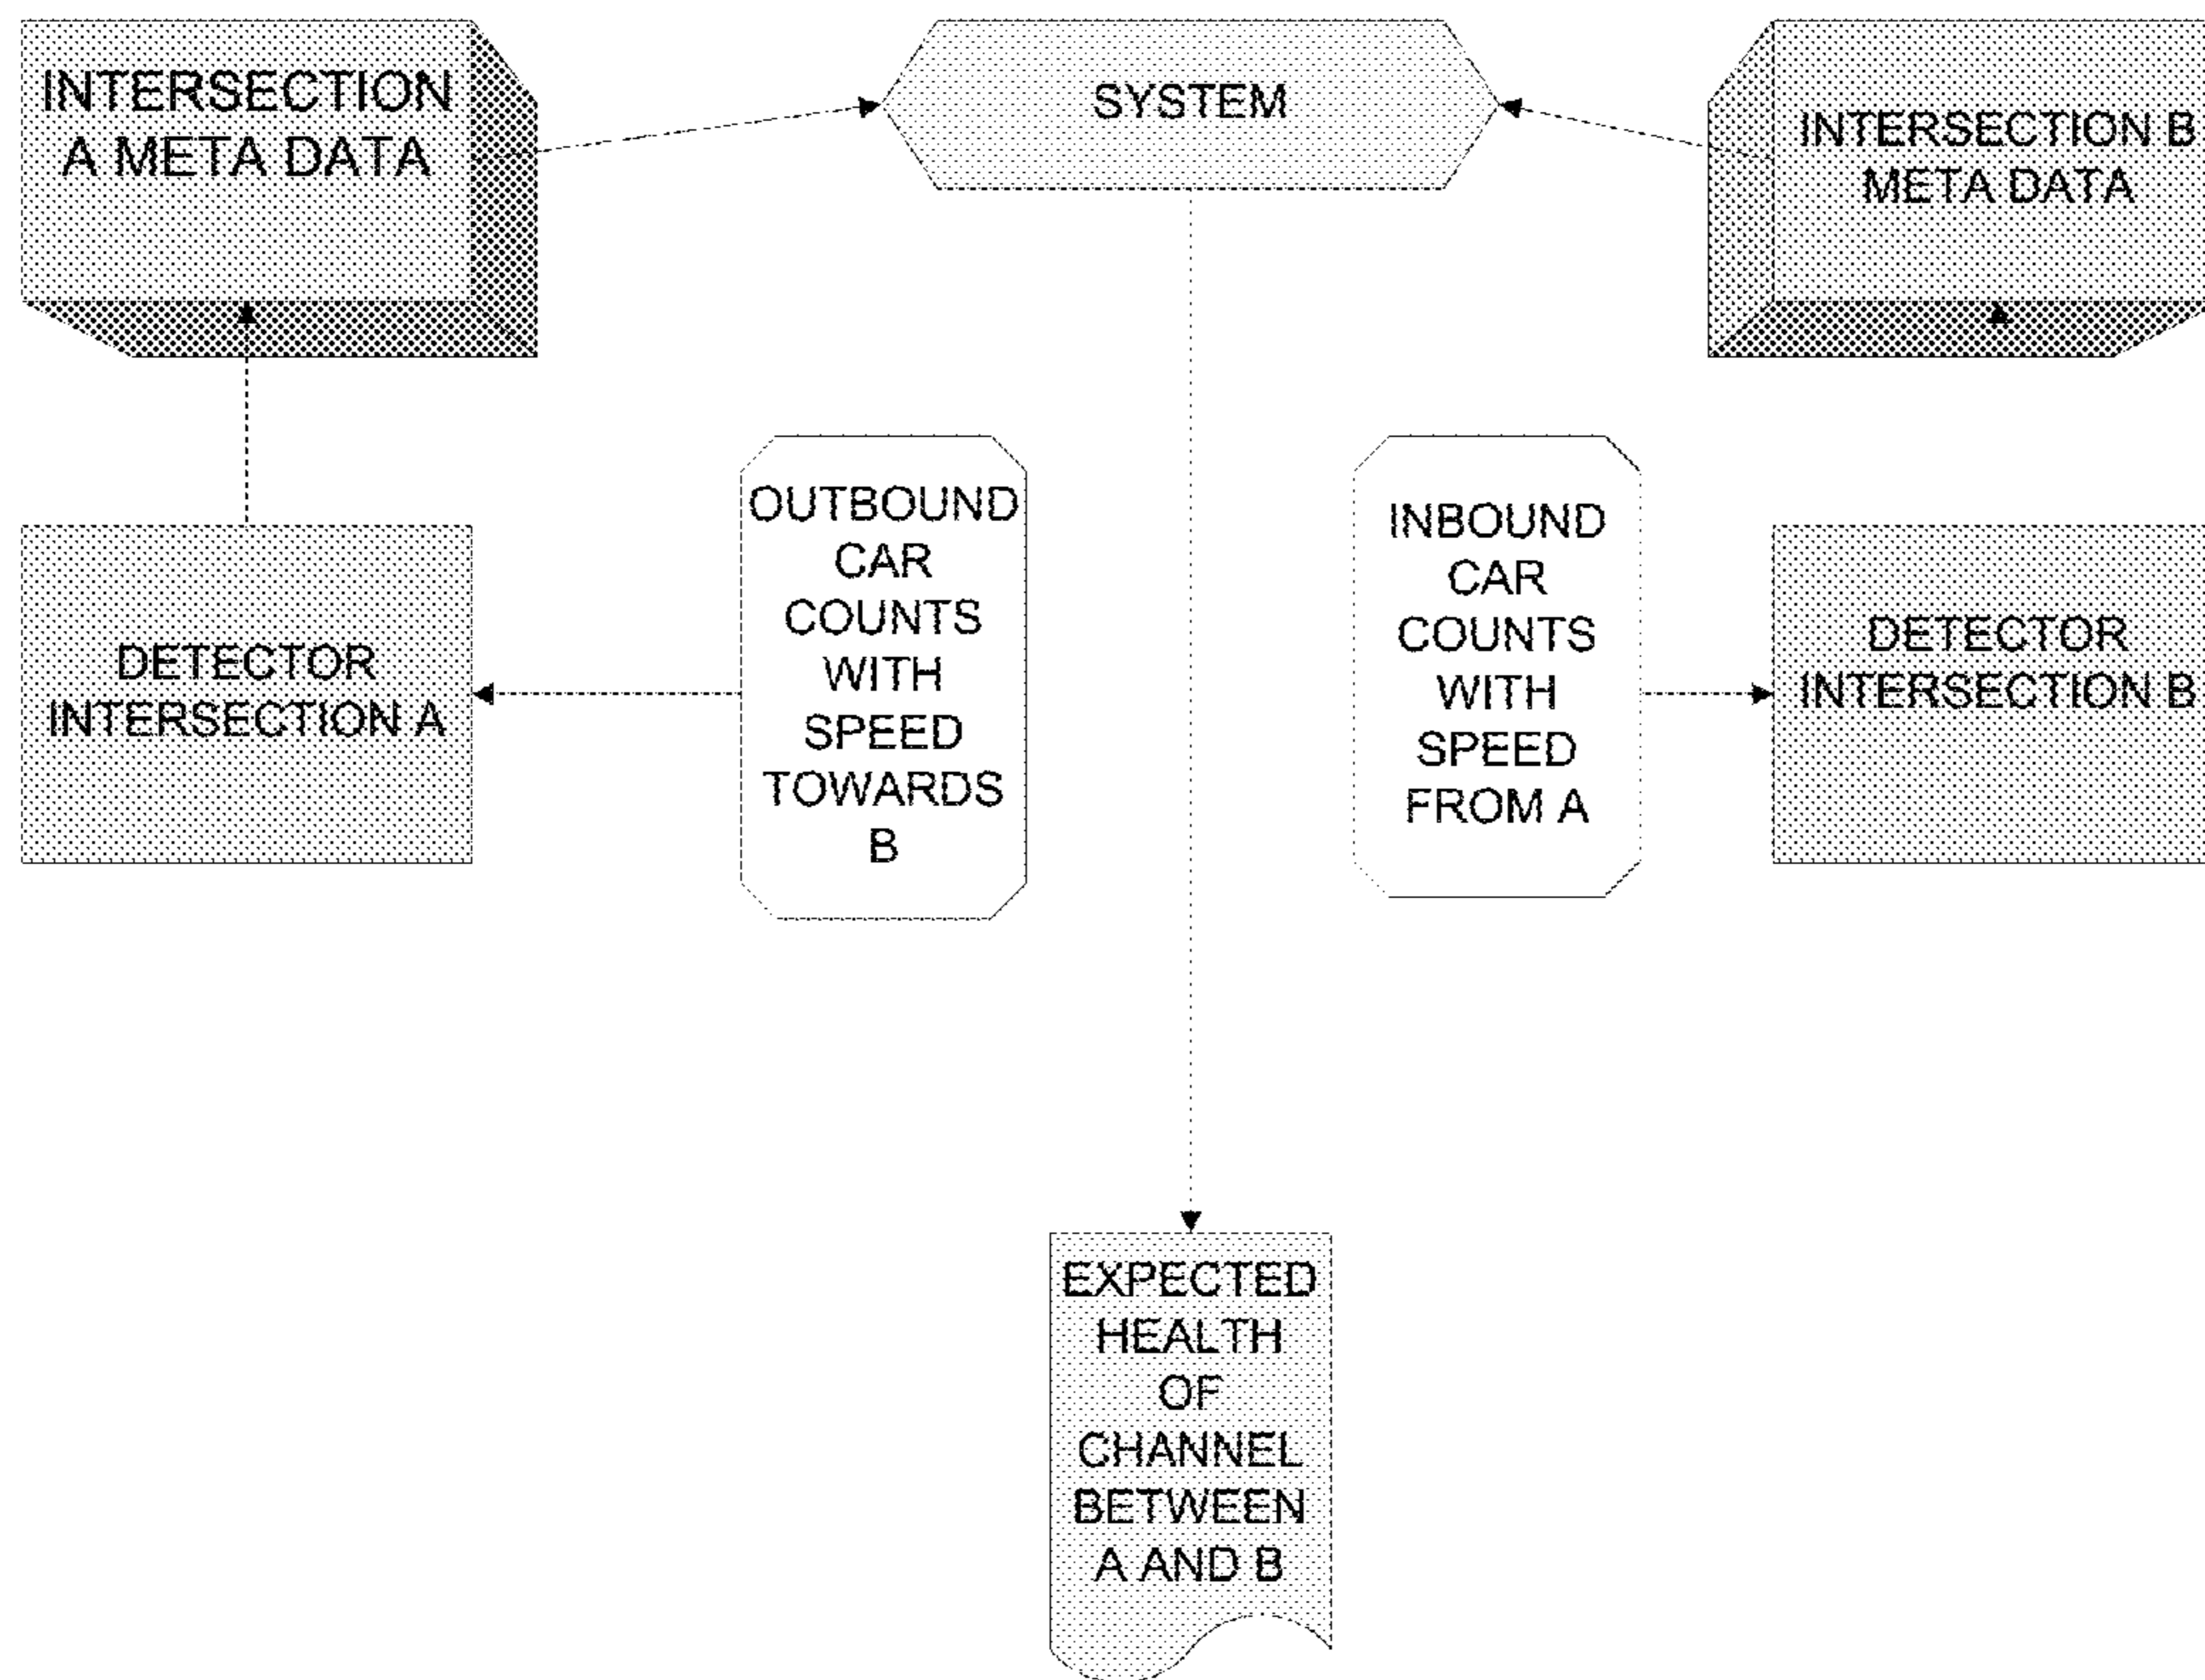 INTERSECTION
A META DATA
SYSTEM
INTERSECTION B
META DATA
OUTBOUND
CAR
COUNTS
WITH
SPEED
TOWARDS
B
INBOUND
CAR
COUNTS
WITH
SPEED
FROM A
DETECTOR
INTERSECTION A
DETECTOR
INTERSECTION B
EXPECTED
HEALTH
OF
CHANNEL
BETWEEN
A AND B